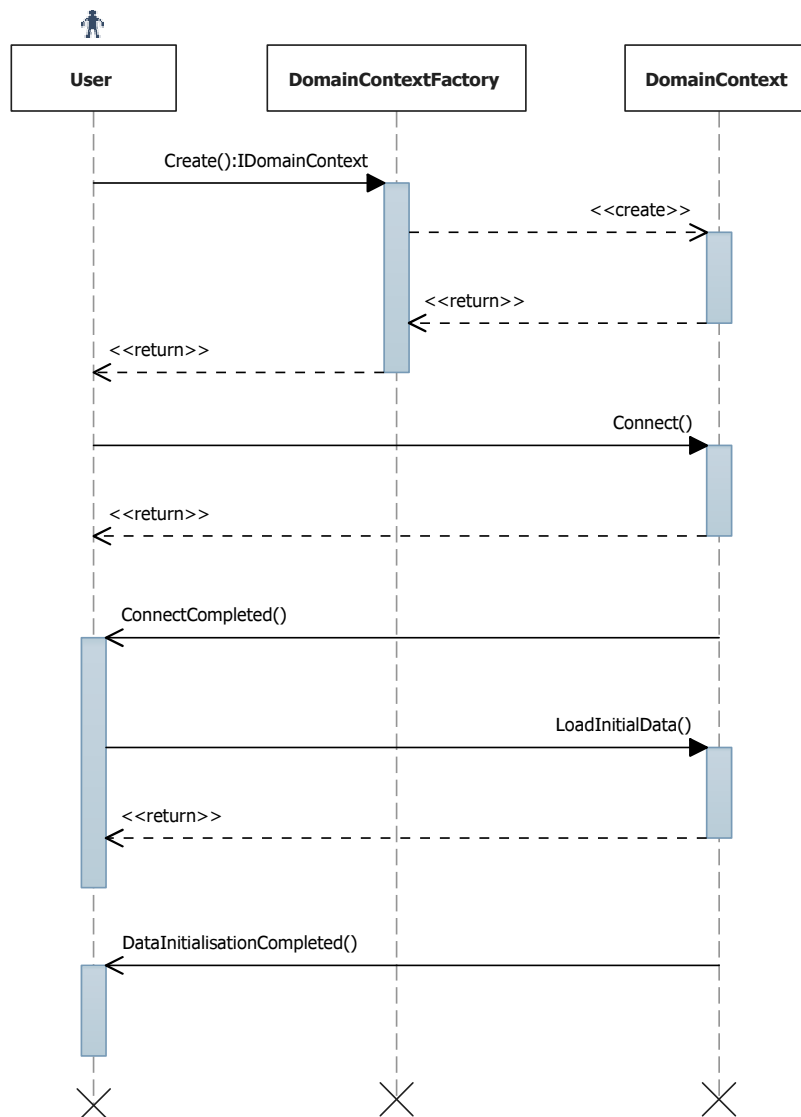 User
DomainContextFactory
DomainContext
Create():IDomainContext
<<create>>
<<return>>
<<return>>
Connect()
<<return>>
ConnectCompleted()
LoadInitialData()
<<return>>
DataInitialisationCompleted()